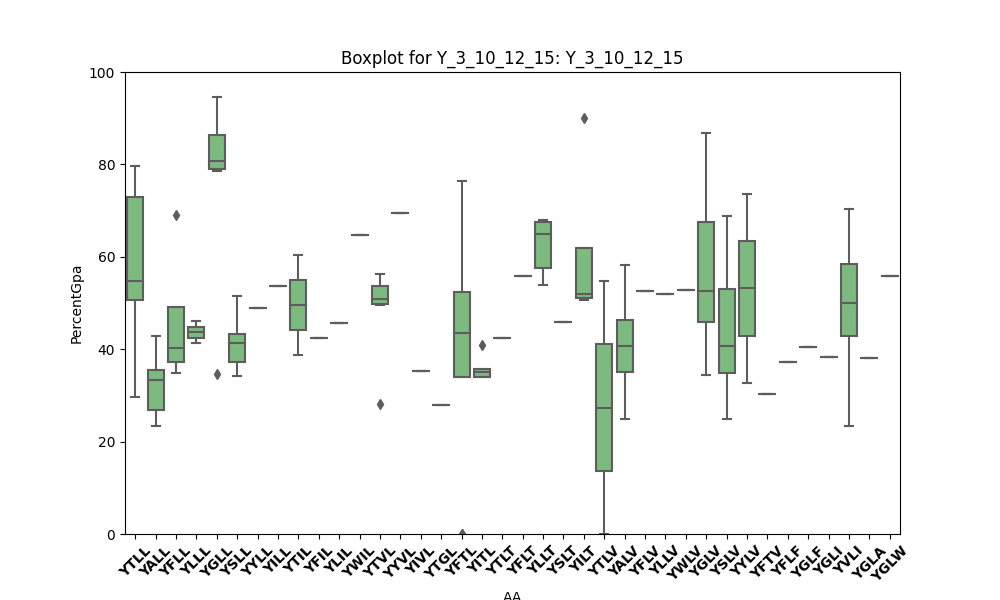 Boxplot for Y_3_10_12_15: Y_3_10_12_15
100
80
60
40
20
0
PercentGpa
YTLL YALL YFLL YLLL YGLL YSLL YYLL YILL YTIL YFIL YLIL YWIL YTVL YYVL YIVL YTGL YFTL YITL YTLT YFLT YLLT YSLT YILT YTLV YALV YFLV YLLV YWLV YGLV YSLV YYLV YFTV YFLF YGLF YGLI YVLI YGLA YGLW
AA